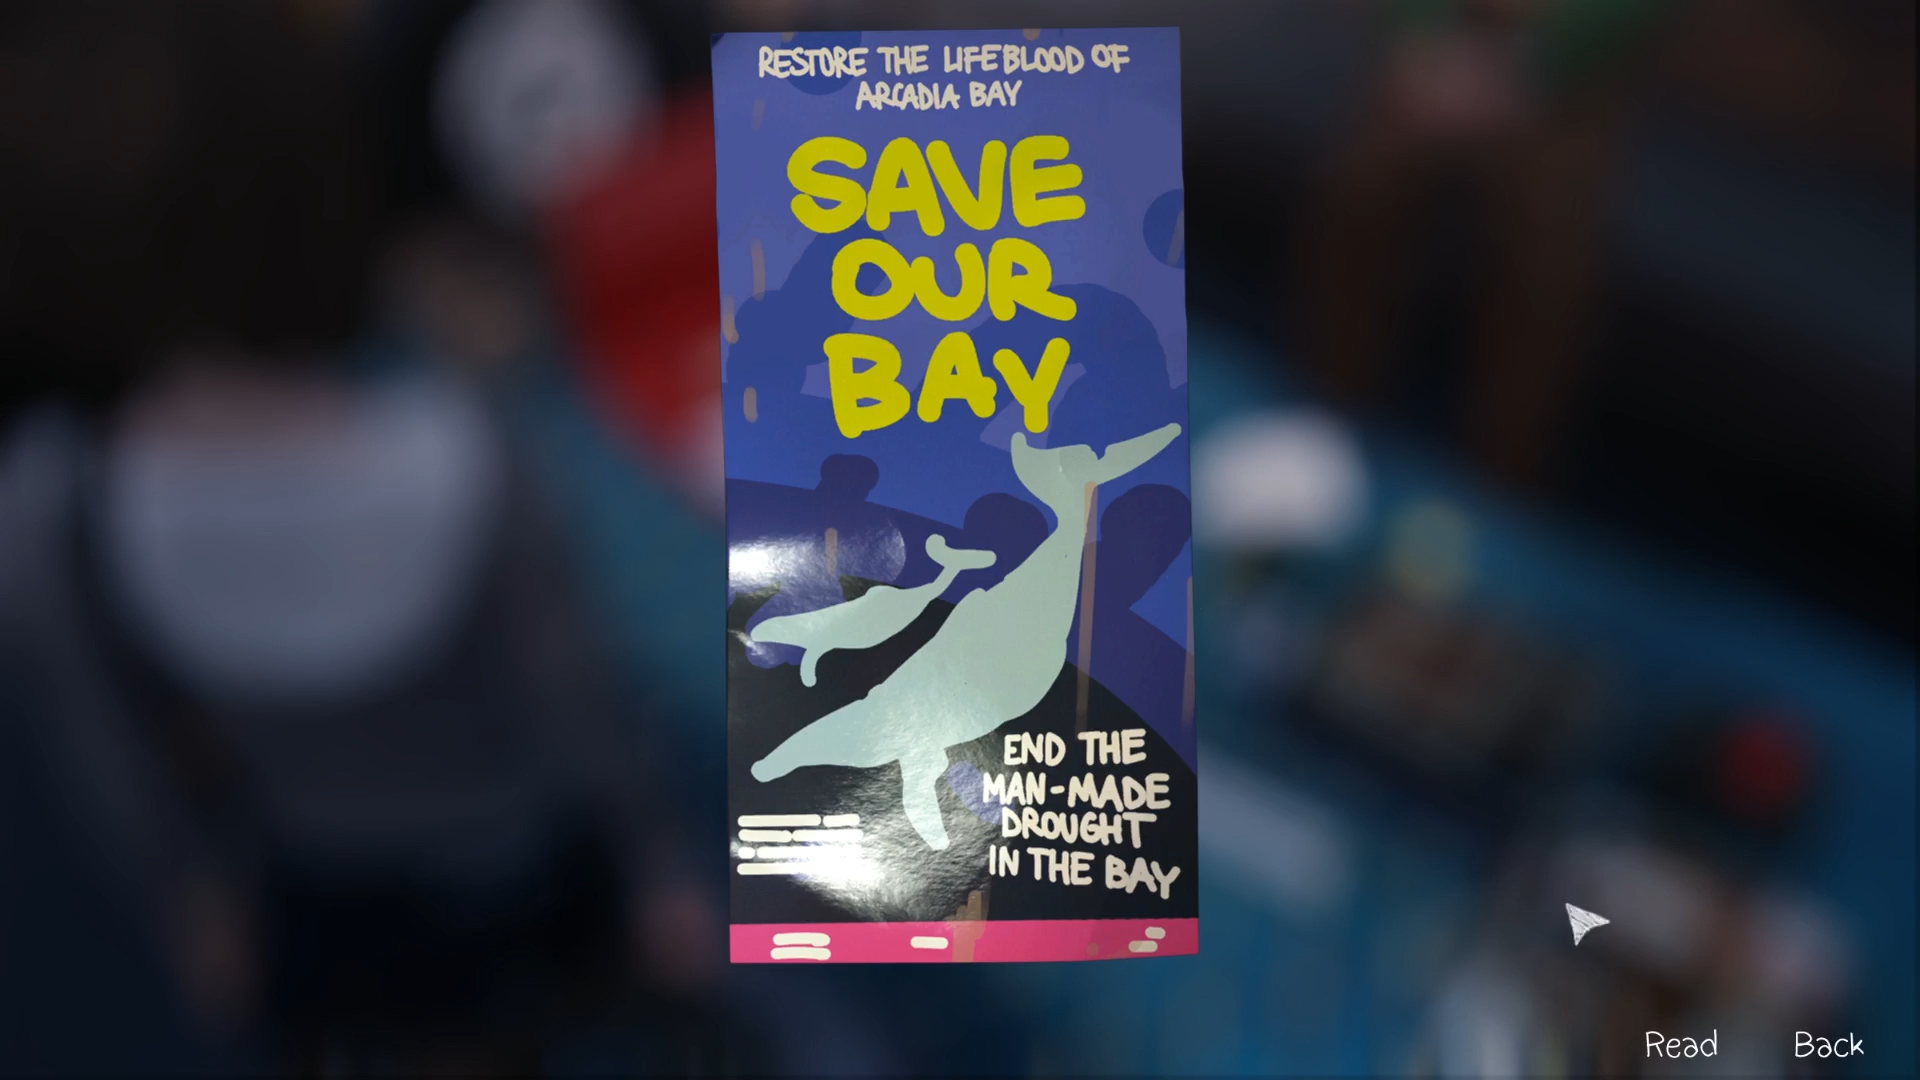 RESTORE THE LIFEBLOOD OF
ARCADIA BAY
SAVE
OUR
BAY
END THE
MAN-MADE
DROUGHT
IN THE BAY
Read Back